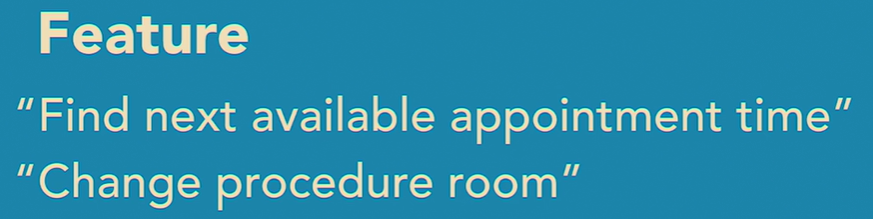 Feature
“Find next available appointment time”
“Change procedure room”